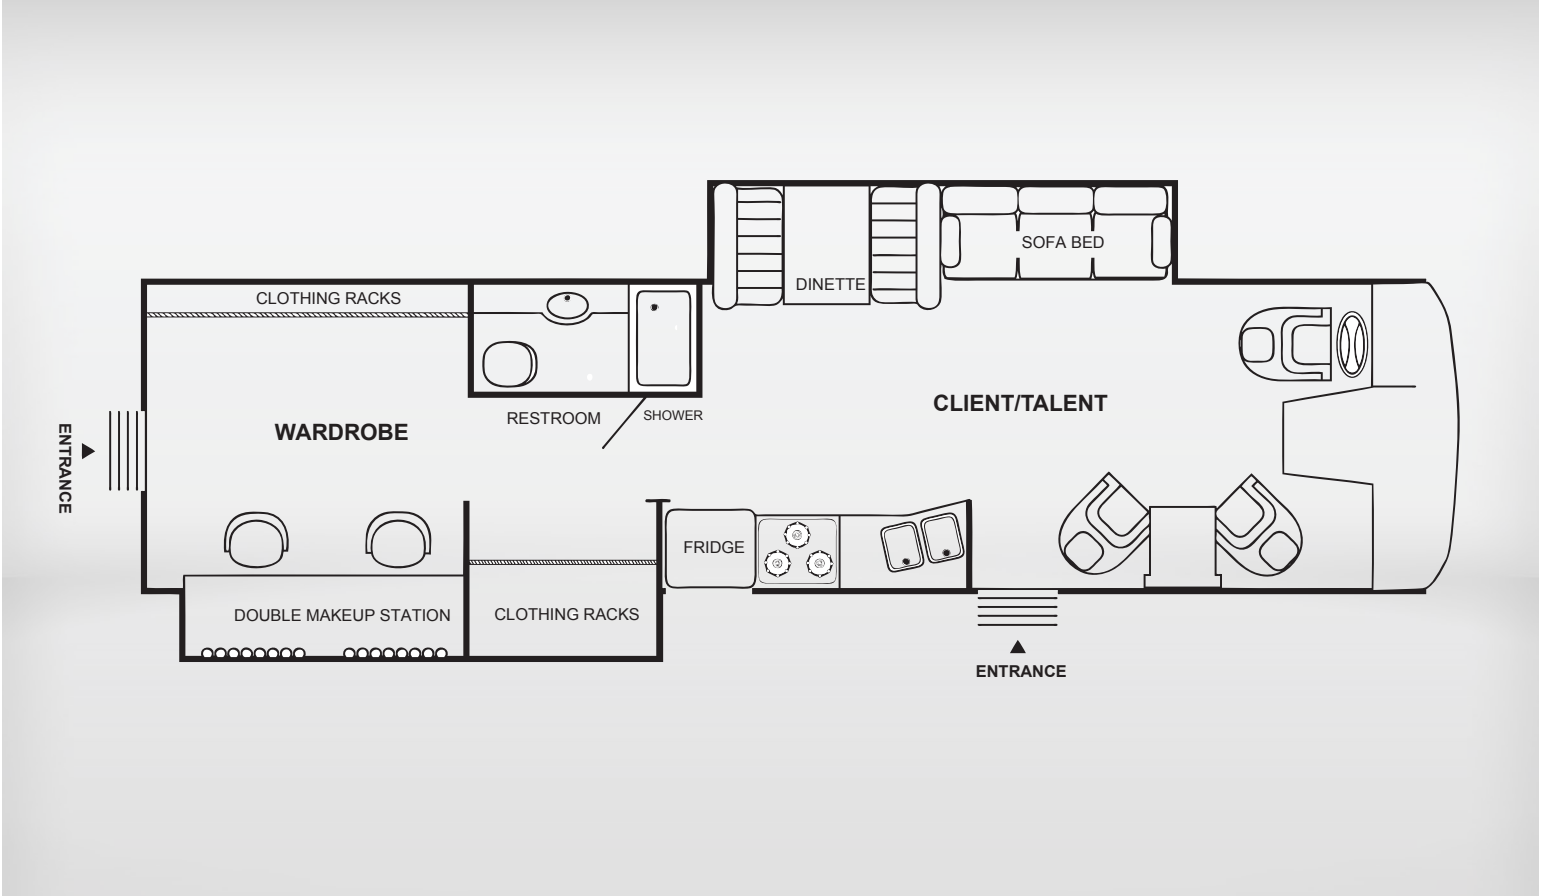 SOFA BED
DINETTE
CLOTHING RACKS
CLIENT/TALENT
RESTROOM
SHOWER
WARDROBE
ENTRANCE
FRIDGE
DOUBLE MAKEUP STATION
CLOTHING RACKS
ENTRANCE